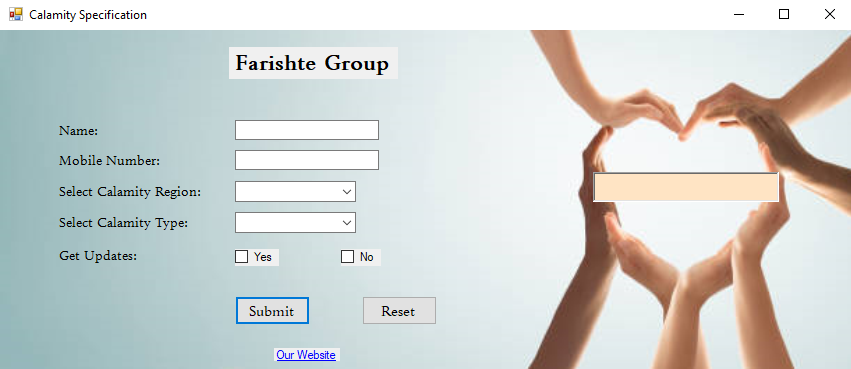 Calamity Specification
Farishte Group
Name:
Mobile Number:
Select Calamity Region:
Select Calamity Type:
Get Updates:
Yes
No
Submit
Reset
Our Website